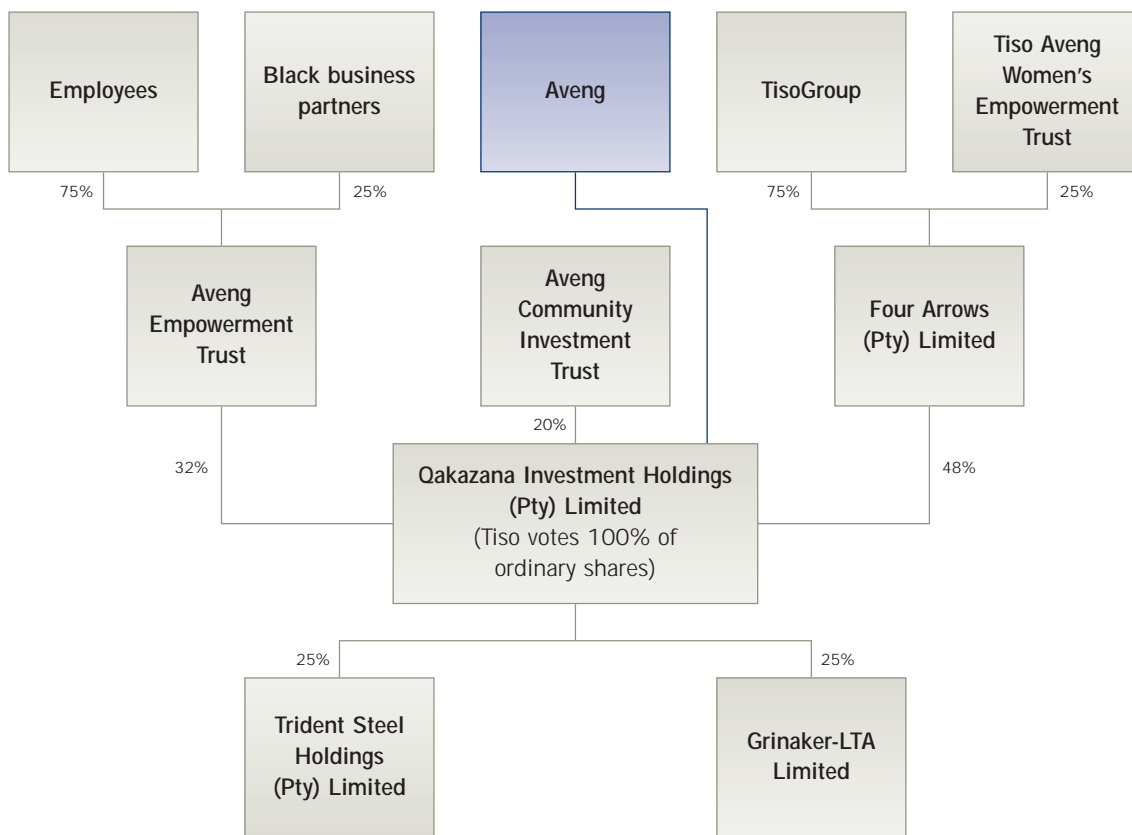 Employees
Black business
partners
Aveng
TisoGroup
Tiso Aveng
Women's
Empowerment
Trust
75%
25%
75%
25%
Aveng
Empowerment
Trust
Aveng
Community
Investment
Trust
Four Arrows
(Pty) Limited
32%
20%
48%
Qakazana Investment Holdings
(Pty) Limited
(Tiso votes 100% of
ordinary shares)
25%
25%
Trident Steel
Holdings
(Pty) Limited
Grinaker-LTA
Limited